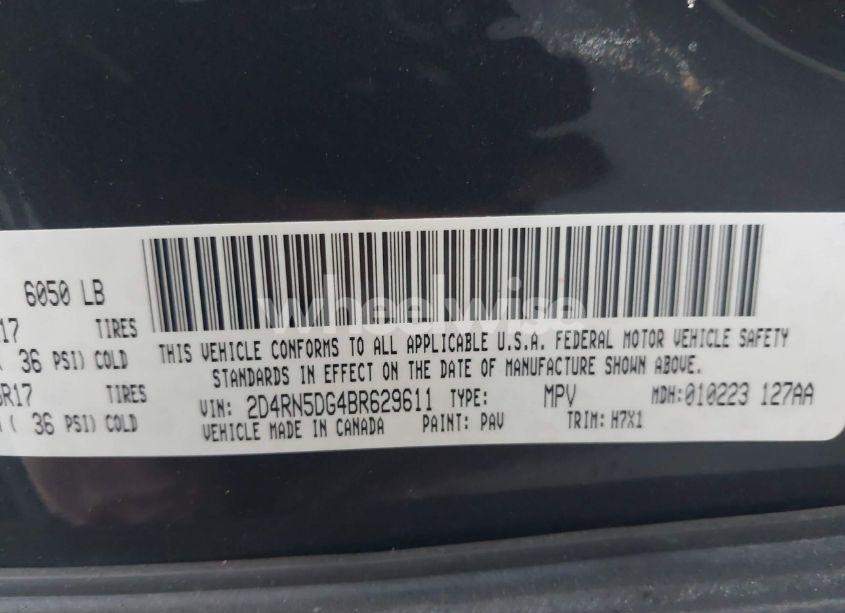 6050 LB
17 TIRES
36 PSI) COLD
R17 TIRES
( 36 PSI) COLD
wheelwise
THIS VEHICLE CONFORMS TO ALL APPLICABLE U.S.A. FEDERAL MOTOR VEHICLE SAFETY
STANDARDS IN EFFECT ON THE DATE OF MANUFACTURE SHOWN ABOVE.
VIN: 2D4RN5DG4BR629611 TYPE: MPV MDH:010223 127AA
VEHICLE MADE IN CANADA PAINT: PAV TRIM: H7X1